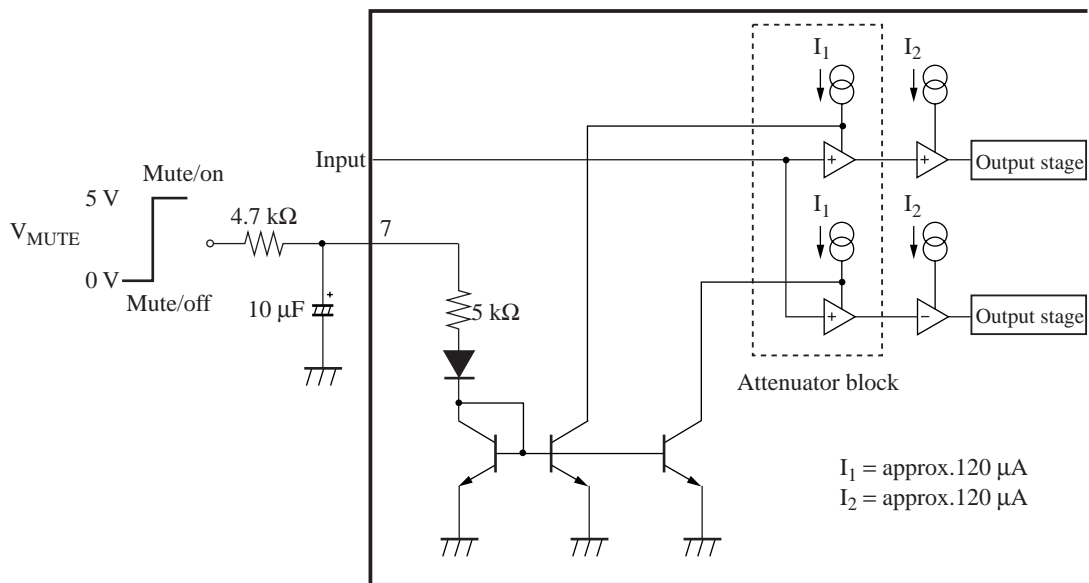 I1
I2
Input
Output stage
Mute/on
5 V
VMUTE
4.7 kΩ
7
0 V
Mute/off
10 μF
+
5 kΩ
+
+
I1
I2
+
−
Output stage
Attenuator block
I1 = approx.120 μA
I2 = approx.120 μA